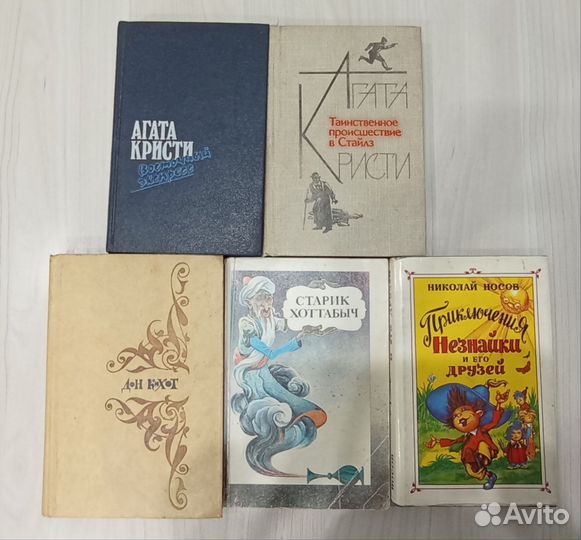 АГАТА
КРИСТИ
Восточный
экспресс
АГАТА
Таинственное
происшествие
в Стайлз
КРИСТИ
ДОН КИХОТ
СТАРИК
ХОТТАБЫЧ
НИКОЛАЙ НОСОВ
Приключения
Незнайки
И ЕГО
ДРУЗЕЙ
Avito